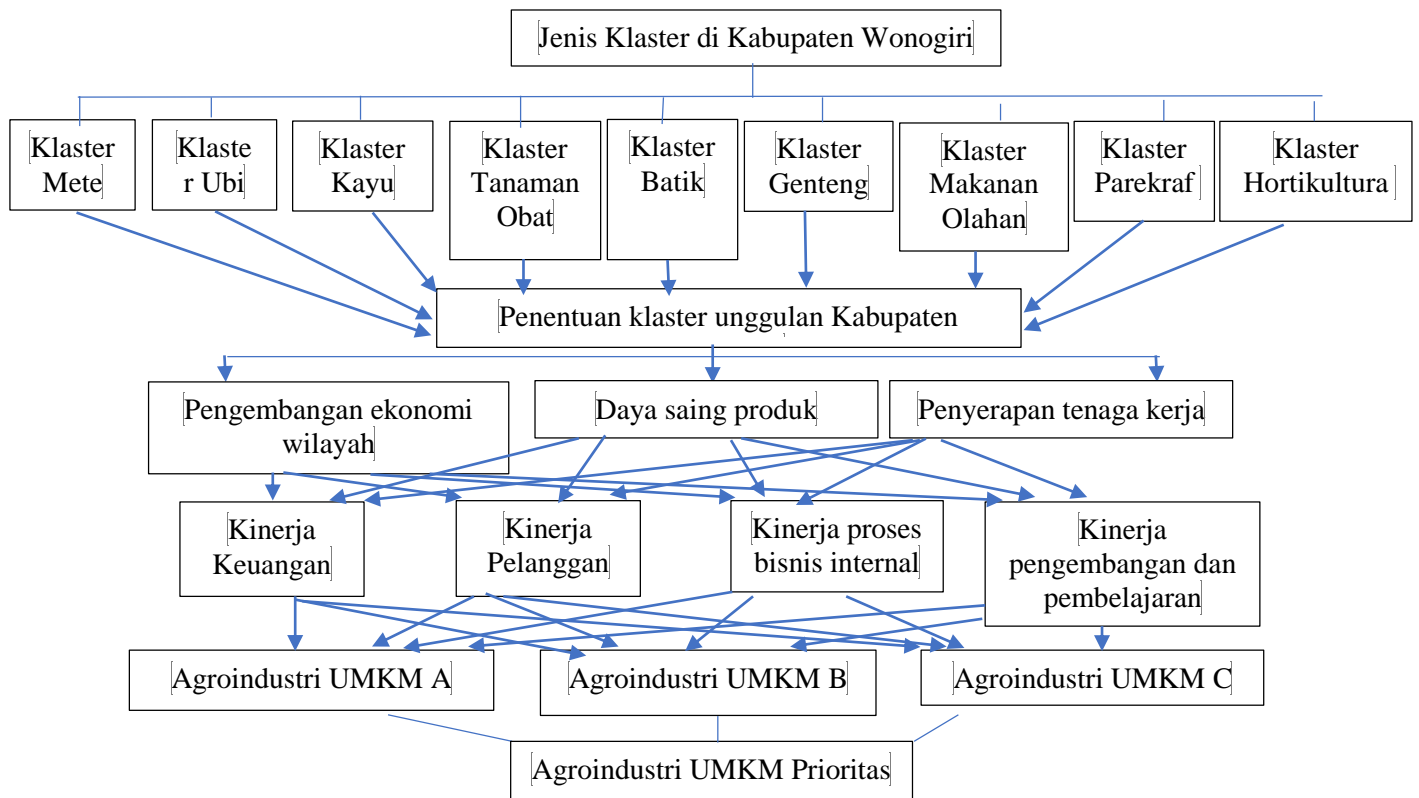 Jenis Klaster di Kabupaten Wonogiri
Klaster
Mete
Klaste
r Ubi
Klaster
Kayu
Klaster
Tanaman
Obat
Klaster
Batik
Klaster
Genteng
Klaster
Makanan
Olahan
Klaster
Parekraf
Klaster
Hortikultura
Penentuan klaster unggulan Kabupaten
Pengembangan ekonomi
wilayah
Daya saing produk
Penyerapan tenaga kerja
Kinerja
Keuangan
Kinerja
Pelanggan
Kinerja proses
bisnis internal
Kinerja
pengembangan dan
pembelajaran
Agroindustri UMKM A
Agroindustri UMKM B
Agroindustri UMKM C
Agroindustri UMKM Prioritas